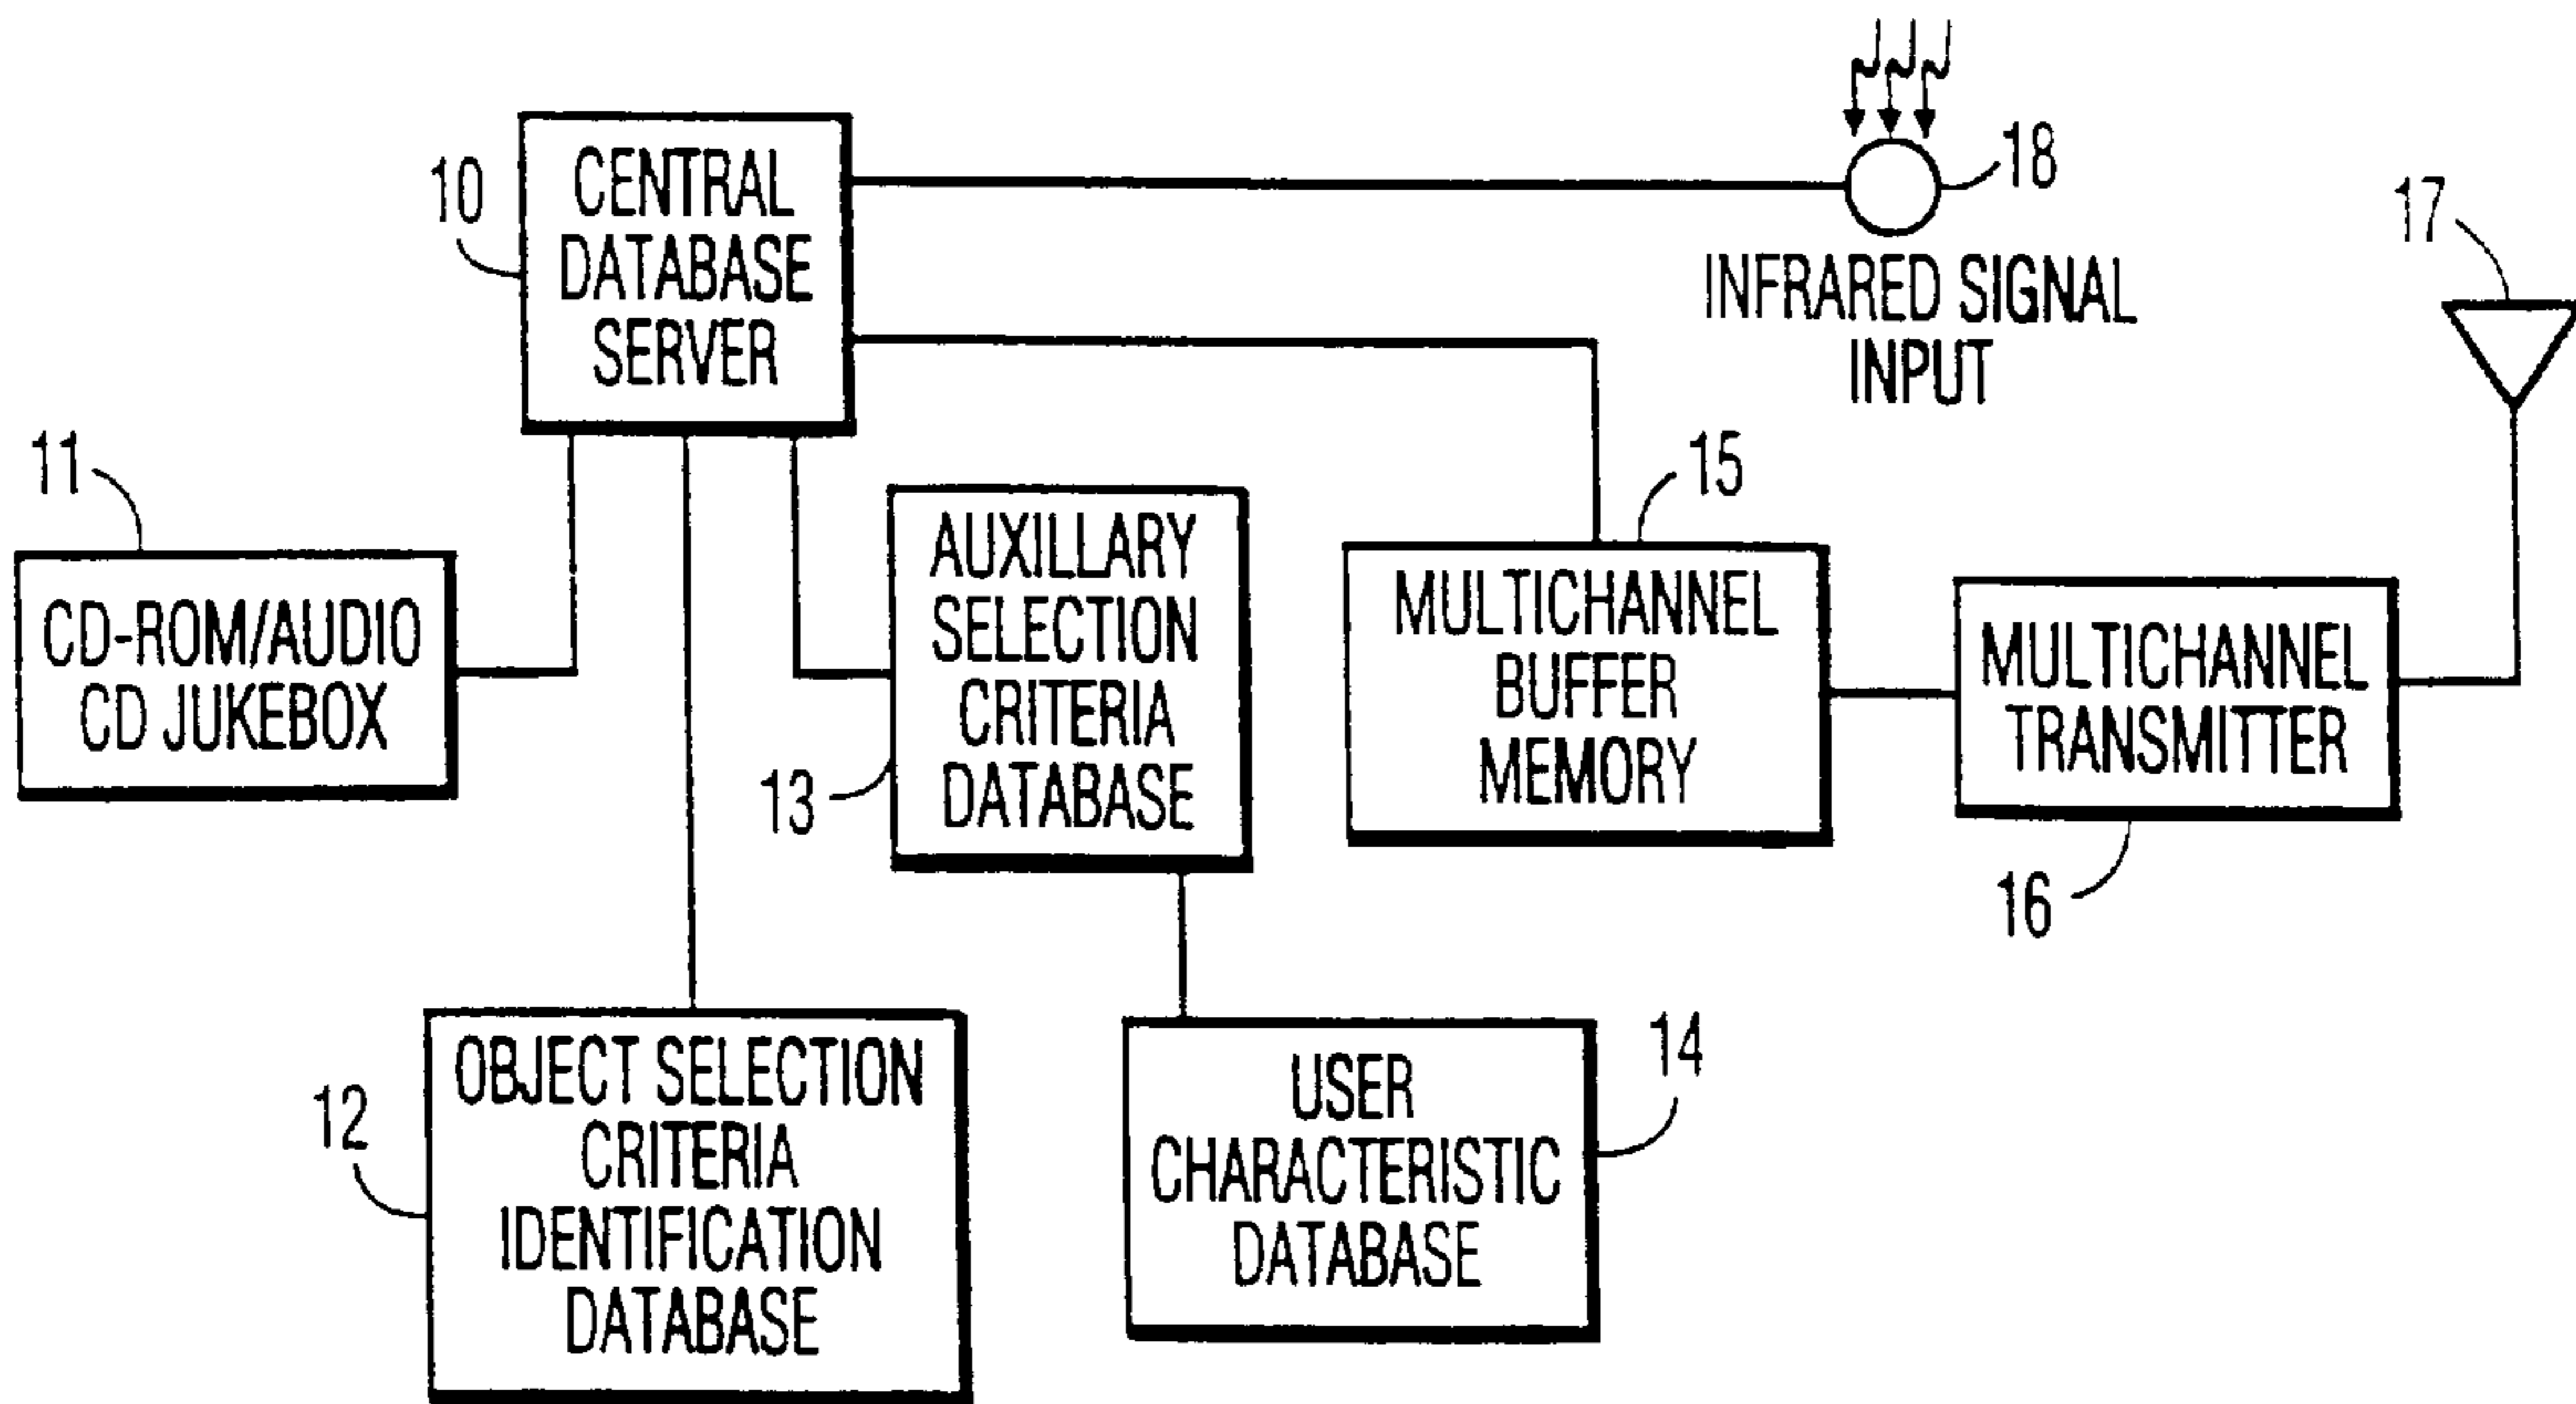 10
CENTRAL
DATABASE
SERVER
18
INFRARED SIGNAL
INPUT
17
11
CD-ROM/AUDIO
CD JUKEBOX
13
AUXILLARY
SELECTION
CRITERIA
DATABASE
15
MULTICHANNEL
BUFFER
MEMORY
MULTICHANNEL
TRANSMITTER
16
12
OBJECT SELECTION
CRITERIA
IDENTIFICATION
DATABASE
USER
CHARACTERISTIC
DATABASE
14